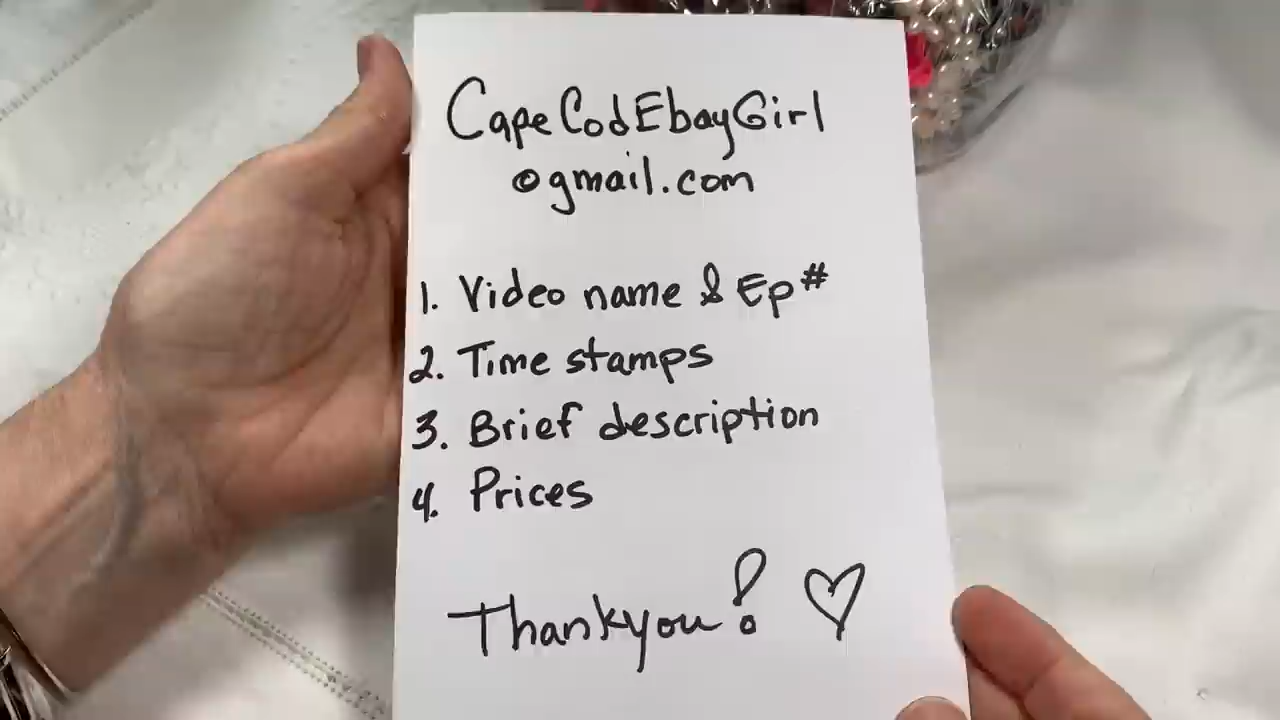 CapeCodEbayGirl
@gmail.com
1. Video name & Ep#
2. Time stamps
3. Brief description
4. Prices
Thankyou! ♡